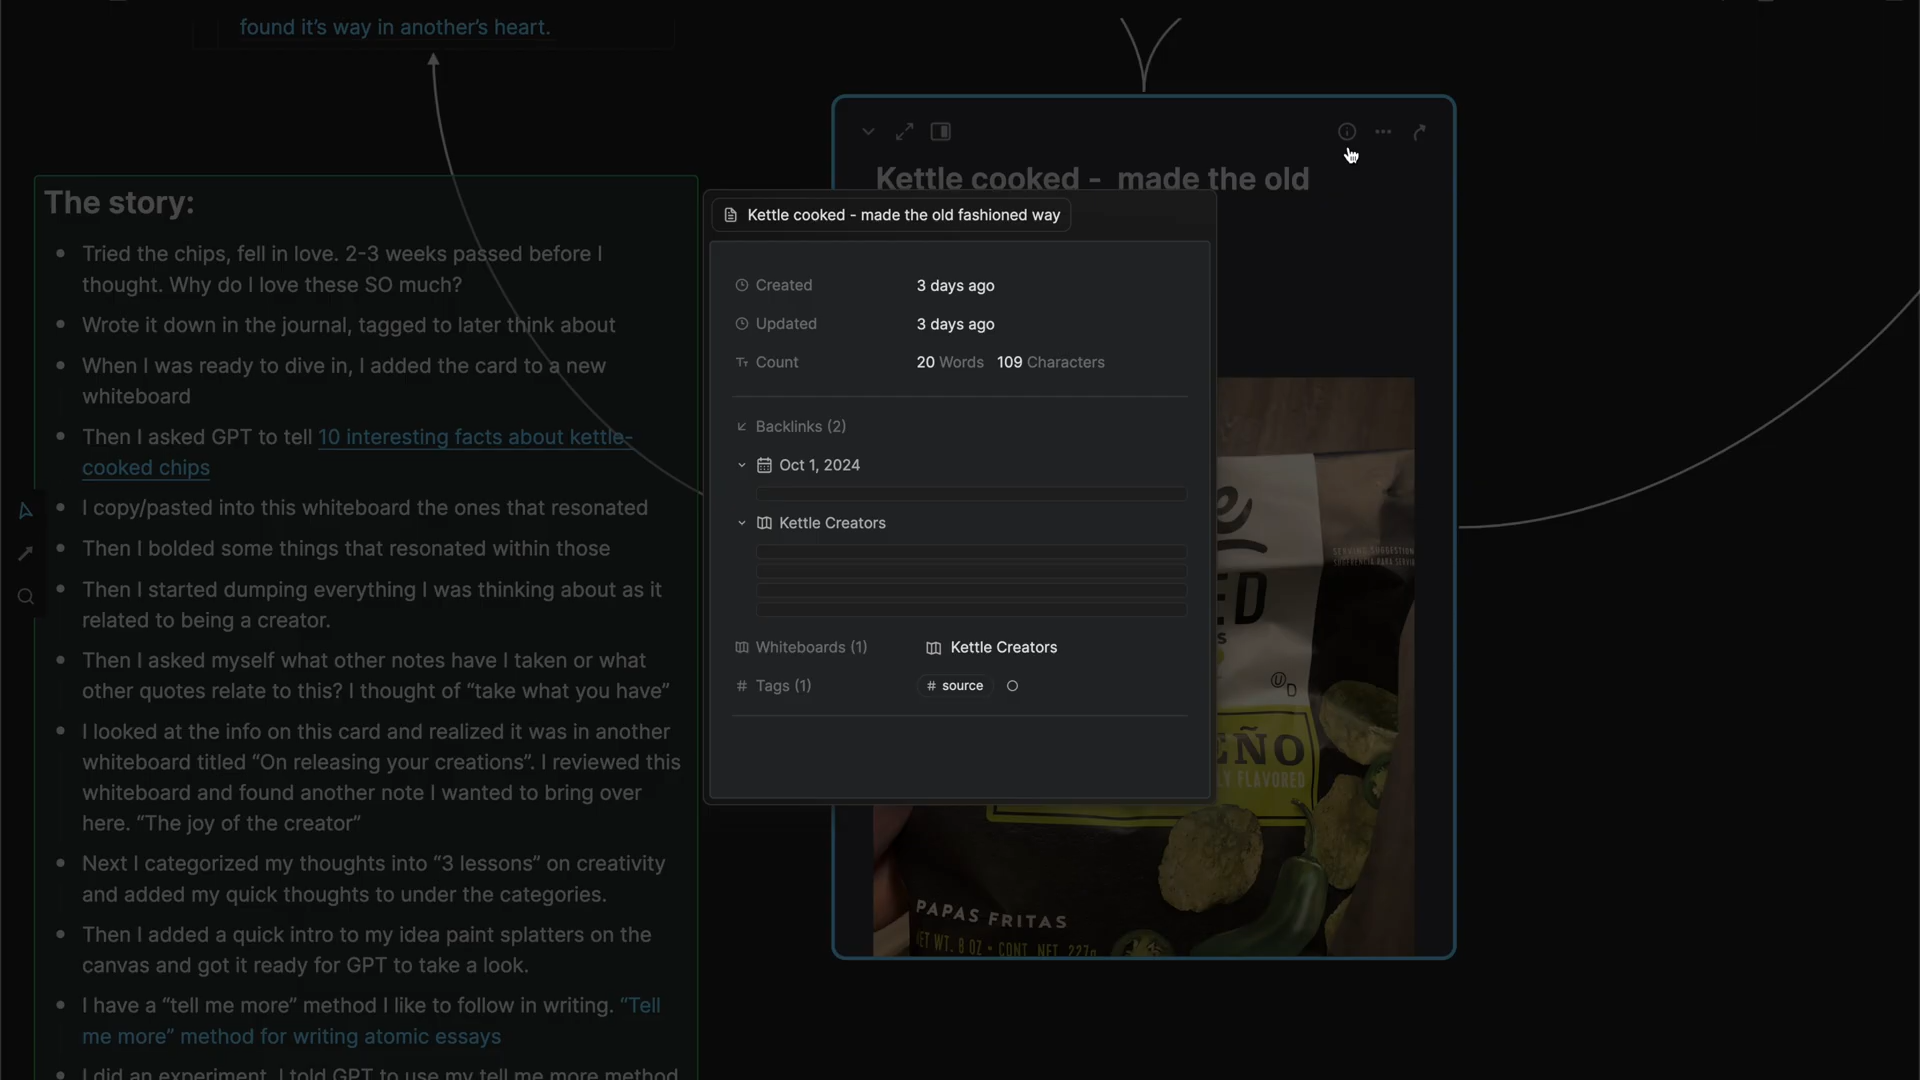 found it’s way in another’s heart.
The story:
Tried the chips, fell in love. 2-3 weeks passed before I
thought. Why do I love these SO much?
Wrote it down in the journal, tagged to later think about
When I was ready to dive in, I added the card to a new
whiteboard
Then I asked GPT to tell 10 interesting facts about kettle-
cooked chips
I copy/pasted into this whiteboard the ones that resonated
Then I bolded some things that resonated within those
Then I started dumping everything I was thinking about as it
related to being a creator.
Then I asked myself what other notes have I taken or what
other quotes relate to this? I thought of “take what you have”
I looked at the info on this card and realized it was in another
whiteboard titled “On releasing your creations”. I reviewed this
whiteboard and found another note I wanted to bring over
here. “The joy of the creator”
Next I categorized my thoughts into “3 lessons” on creativity
and added my quick thoughts to under the categories.
Then I added a quick intro to my idea paint splatters on the
canvas and got it ready for GPT to take a look.
I have a “tell me more” method I like to follow in writing. “Tell
me more” method for writing atomic essays
I did an experiment. I told GPT to use my tell me more method
Kettle cooked - made the old
Kettle cooked - made the old fashioned way
Created 3 days ago
Updated 3 days ago
Count 20 Words 109 Characters
Backlinks (2)
Oct 1, 2024
Kettle Creators
Whiteboards (1) Kettle Creators
Tags (1) # source
SERVING SUGGESTION
ED
S
EÑO
LY FLAVORED
PAPAS FRITAS
NET WT. 8 OZ • CONT. NET. 227g